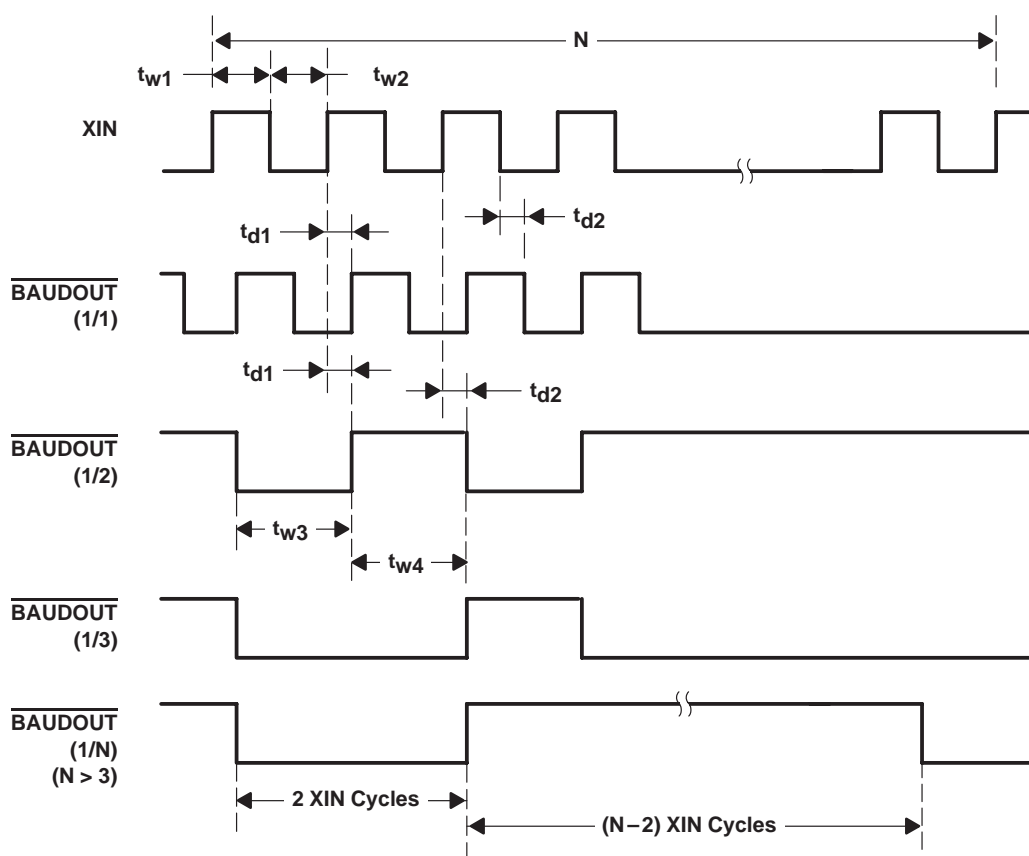 N
tw1
tw2
XIN
td1
td2
BAUDOUT
(1/1)
td1
td2
BAUDOUT
(1/2)
tw3
tw4
BAUDOUT
(1/3)
BAUDOUT
(1/N)
(N > 3)
2 XIN Cycles
(N−2) XIN Cycles